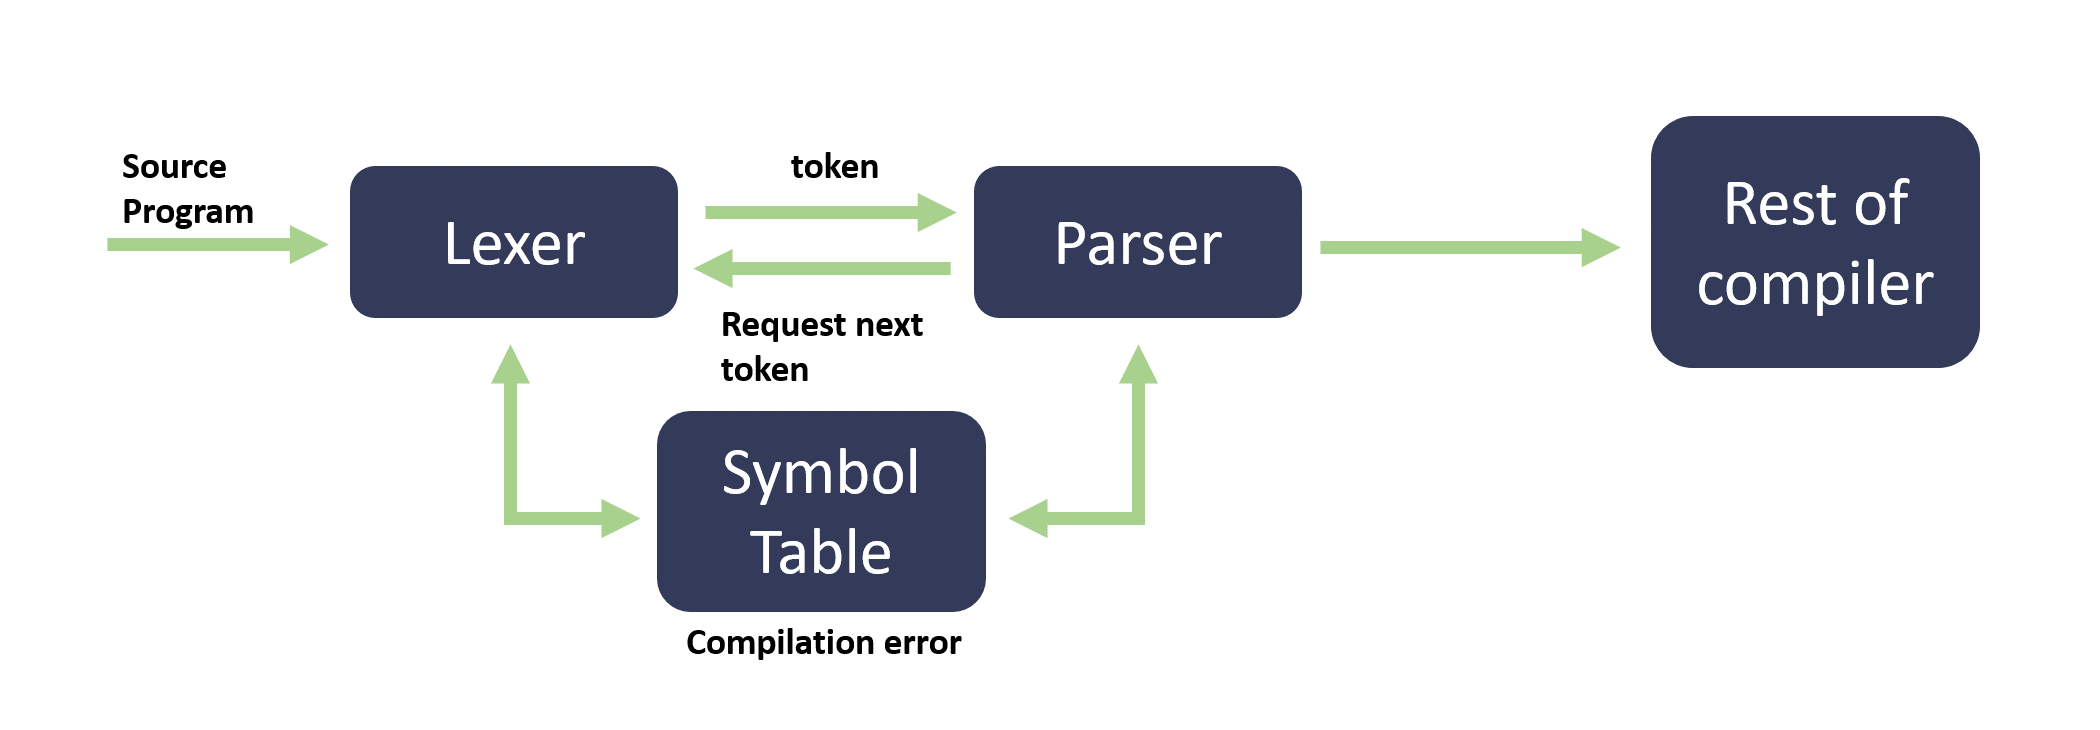 Source
Program
Lexer
token
Request next
token
Parser
Rest of
compiler
Symbol
Table
Compilation error